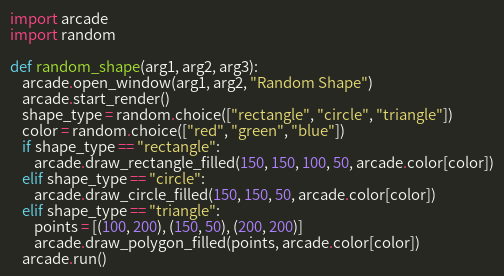 import arcade
import random

def random_shape(arg1, arg2, arg3):
    arcade.open_window(arg1, arg2, "Random Shape")
    arcade.start_render()
    shape_type = random.choice(["rectangle", "circle", "triangle"])
    color = random.choice(["red", "green", "blue"])
    if shape_type == "rectangle":
        arcade.draw_rectangle_filled(150, 150, 100, 50, arcade.color[color])
    elif shape_type == "circle":
        arcade.draw_circle_filled(150, 150, 50, arcade.color[color])
    elif shape_type == "triangle":
        points = [(100, 200), (150, 50), (200, 200)]
        arcade.draw_polygon_filled(points, arcade.color[color])
    arcade.run()